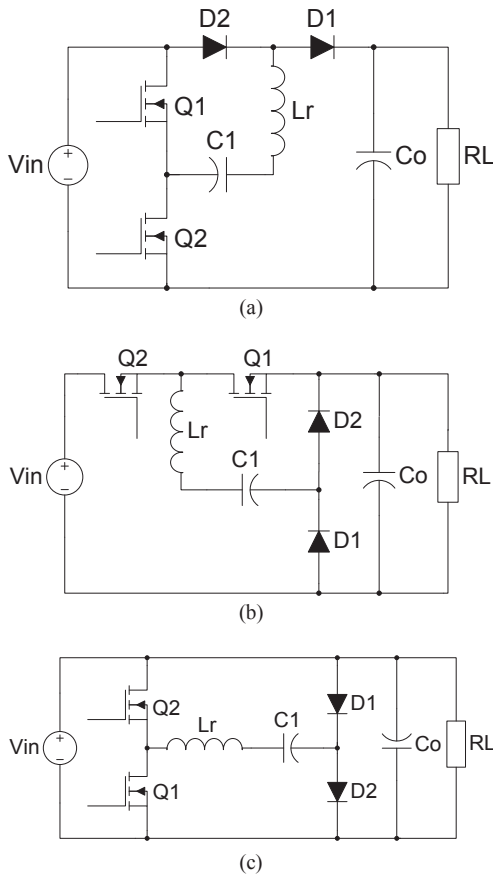 D2 D1
Q1
Lr
C1
Vin
Co RL
Q2
(a)
Q2 Q1
Lr
D2
C1
Vin
Co RL
D1
(b)
Q2
Lr
C1
D1
Vin
Co RL
Q1
D2
(c)